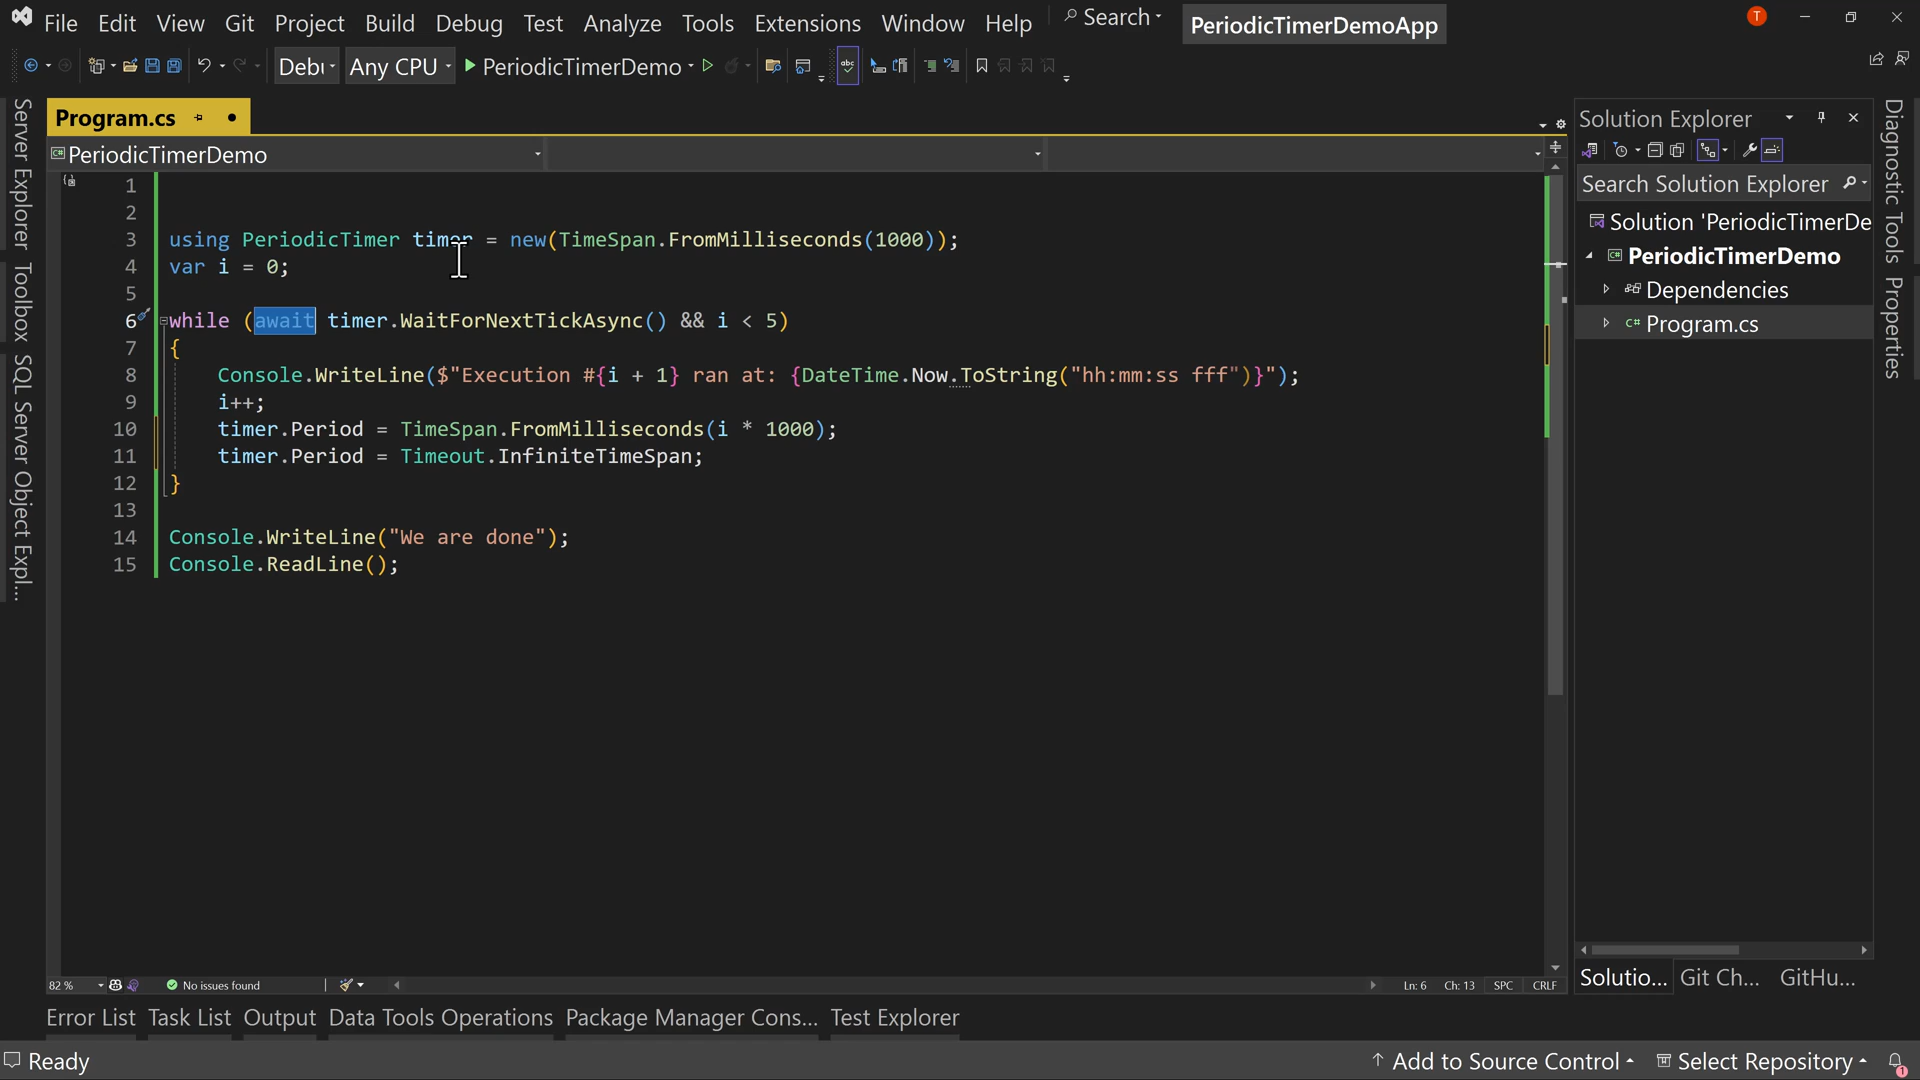 File Edit View Git Project Build Debug Test Analyze Tools Extensions Window Help Search PeriodicTimerDemoApp T
Any CPU PeriodicTimerDemo
Program.cs
PeriodicTimerDemo
1
2
3 using PeriodicTimer timer = new(TimeSpan.FromMilliseconds(1000));
4 var i = 0;
5
6 while (await timer.WaitForNextTickAsync() && i < 5)
7 {
8 Console.WriteLine($"Execution #{i + 1} ran at: {DateTime.Now.ToString("hh:mm:ss fff")}");
9 i++;
10 timer.Period = TimeSpan.FromMilliseconds(i * 1000);
11 timer.Period = Timeout.InfiniteTimeSpan;
12 }
13
14 Console.WriteLine("We are done");
15 Console.ReadLine();
Server Explorer
Toolbox
SQL Server Object Expl...
Solution Explorer
Search Solution Explorer
Solution 'PeriodicTimerDe
PeriodicTimerDemo
Dependencies
C# Program.cs
Diagnostic Tools
Properties
Solutio... Git Ch... GitHu...
82 % No issues found Ln: 6 Ch: 13 SPC CRLF
Error List Task List Output Data Tools Operations Package Manager Cons... Test Explorer
Ready Add to Source Control Select Repository 1